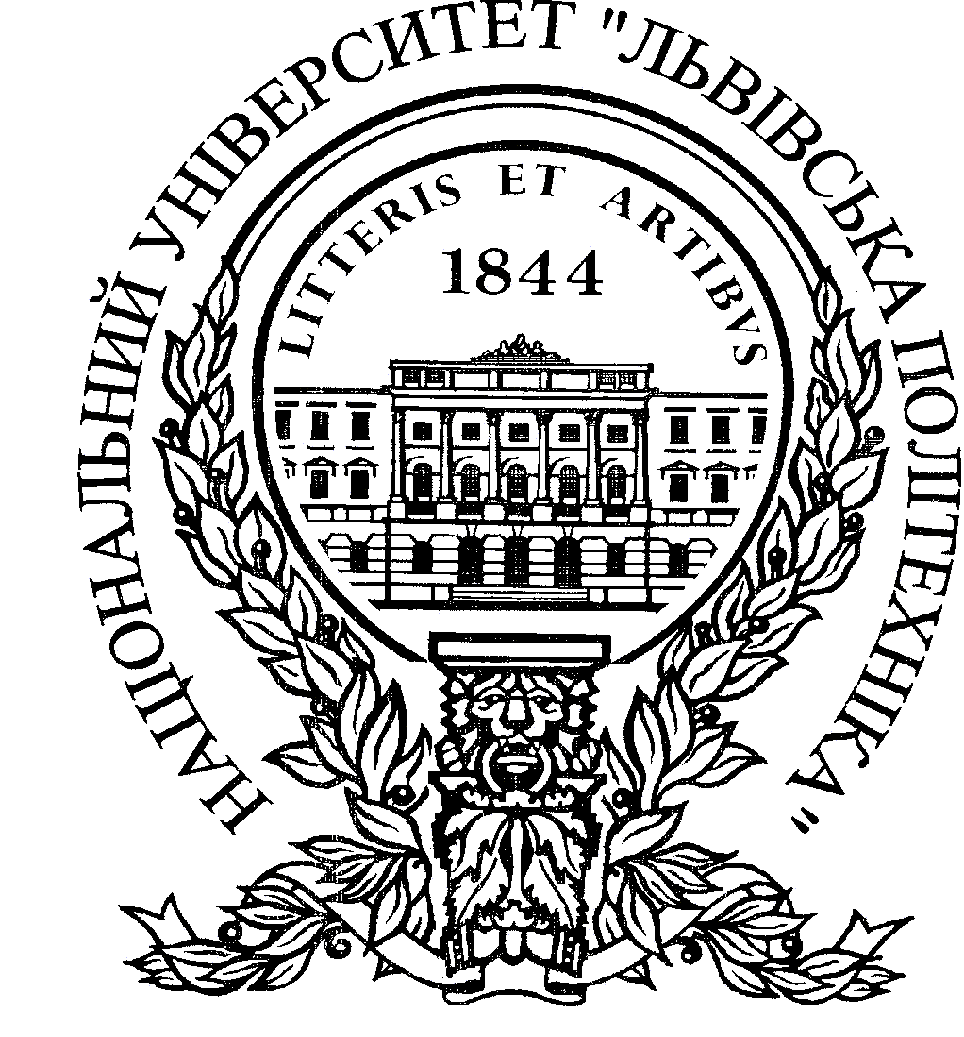 НАЦІОНАЛЬНИЙ УНІВЕРСИТЕТ "ЛЬВІВСЬКА ПОЛІТЕХНІКА"
LITTERIS ET ARTIBVS
1844